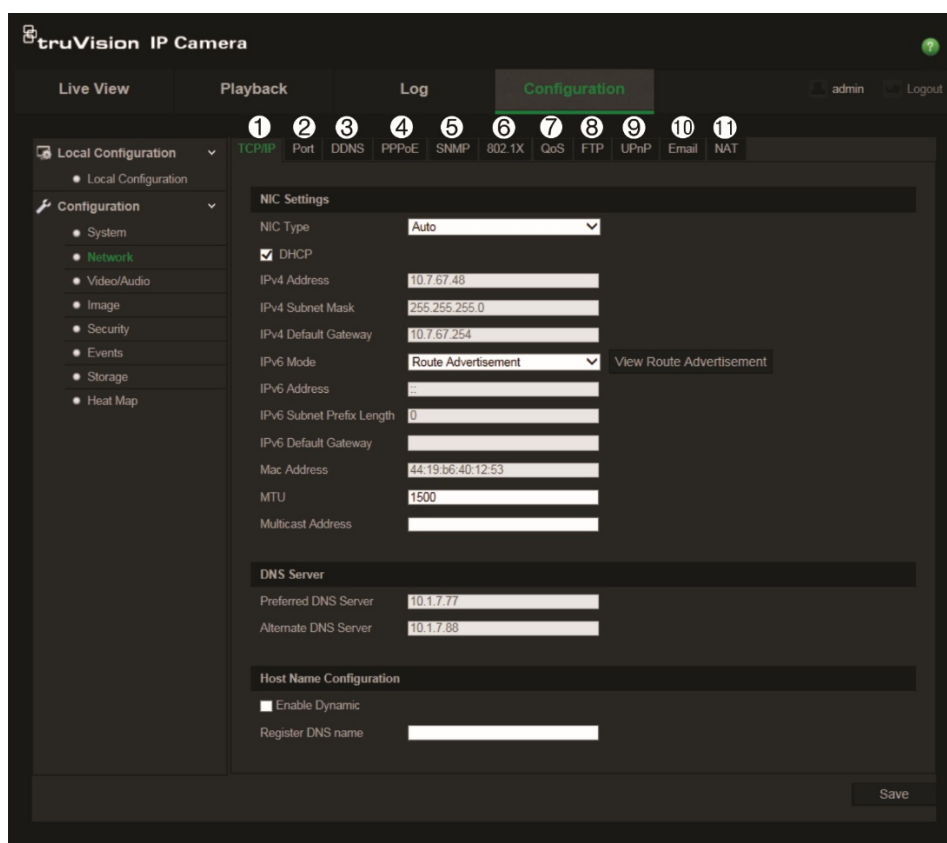 truVision IP Camera
?
Live View Playback Log Configuration admin Logout
1 2 3 4 5 6 7 8 9 10 11
TCP/IP Port DDNS PPPoE SNMP 802.1X QoS FTP UPnP Email NAT
Local Configuration
Local Configuration
Configuration
System
Network
Video/Audio
Image
Security
Events
Storage
Heat Map
NIC Settings
NIC Type Auto
DHCP
IPv4 Address 10.7.67.48
IPv4 Subnet Mask 255.255.255.0
IPv4 Default Gateway 10.7.67.254
IPv6 Mode Route Advertisement View Route Advertisement
IPv6 Address ::
IPv6 Subnet Prefix Length 0
IPv6 Default Gateway
Mac Address 44:19:b6:40:12:53
MTU 1500
Multicast Address
DNS Server
Preferred DNS Server 10.1.7.77
Alternate DNS Server 10.1.7.88
Host Name Configuration
Enable Dynamic
Register DNS name
Save